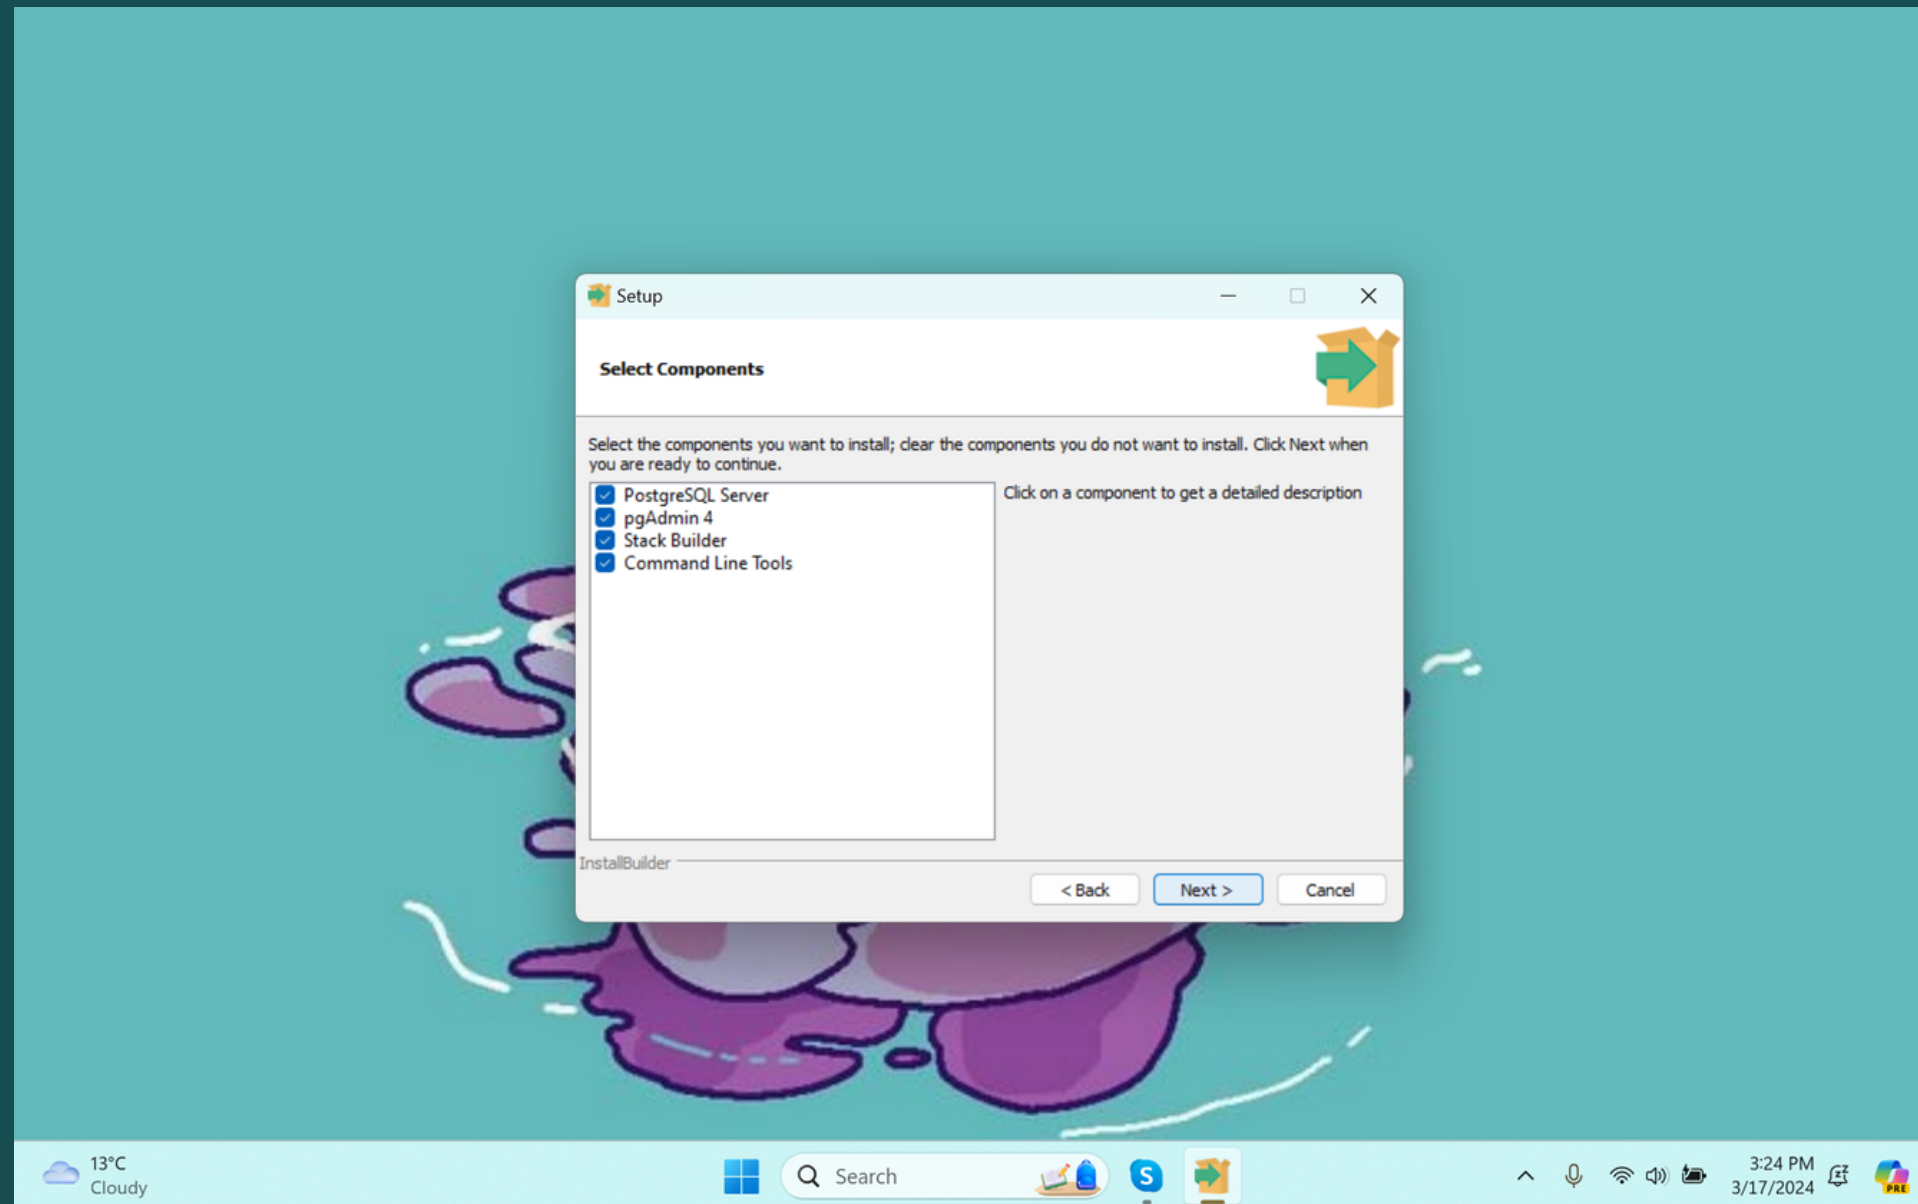 Setup
Select Components
Select the components you want to install; clear the components you do not want to install. Click Next when
you are ready to continue.
PostgreSQL Server
pgAdmin 4
Stack Builder
Command Line Tools
Click on a component to get a detailed description
InstallBuilder
< Back
Next >
Cancel
13°C
Cloudy
Search
S
3:24 PM
3/17/2024
PRE